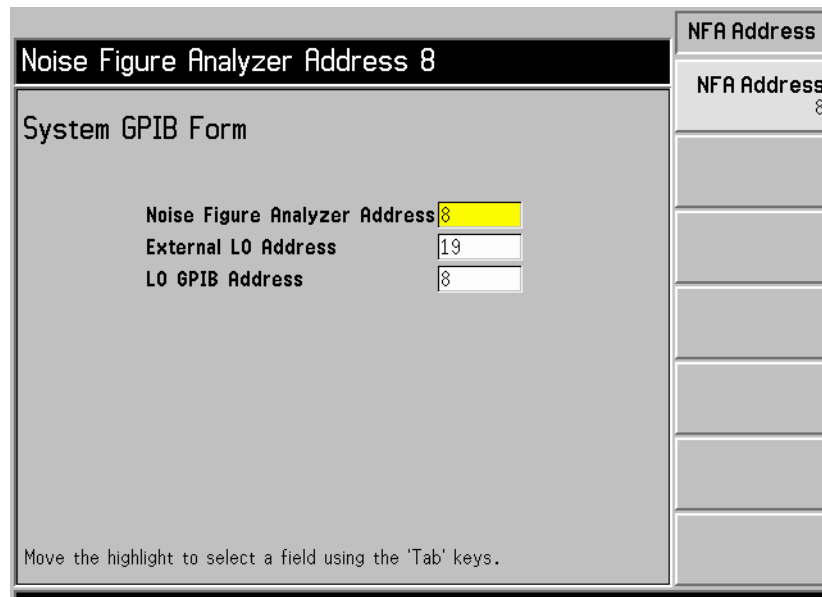 NFA Address
Noise Figure Analyzer Address 8
NFA Address
8
System GPIB Form
Noise Figure Analyzer Address 8
External LO Address 19
LO GPIB Address 8
Move the highlight to select a field using the 'Tab' keys.